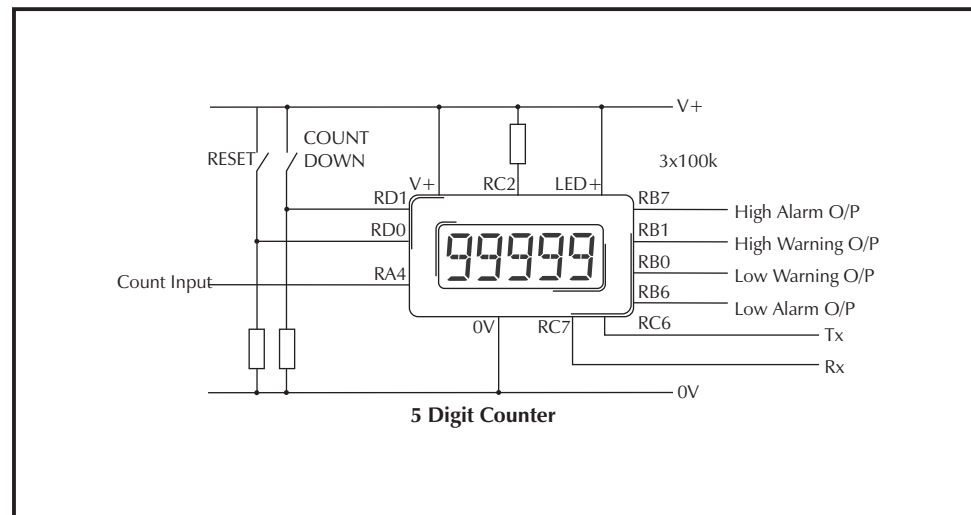 V+
COUNT
DOWN
RESET
3x100k
V+
RC2
LED+
RD1
RB7
High Alarm O/P
RD0
RB1
High Warning O/P
99999
RB0
Low Warning O/P
Count Input
RA4
RB6
Low Alarm O/P
0V
RC7
RC6
Tx
Rx
0V
5 Digit Counter